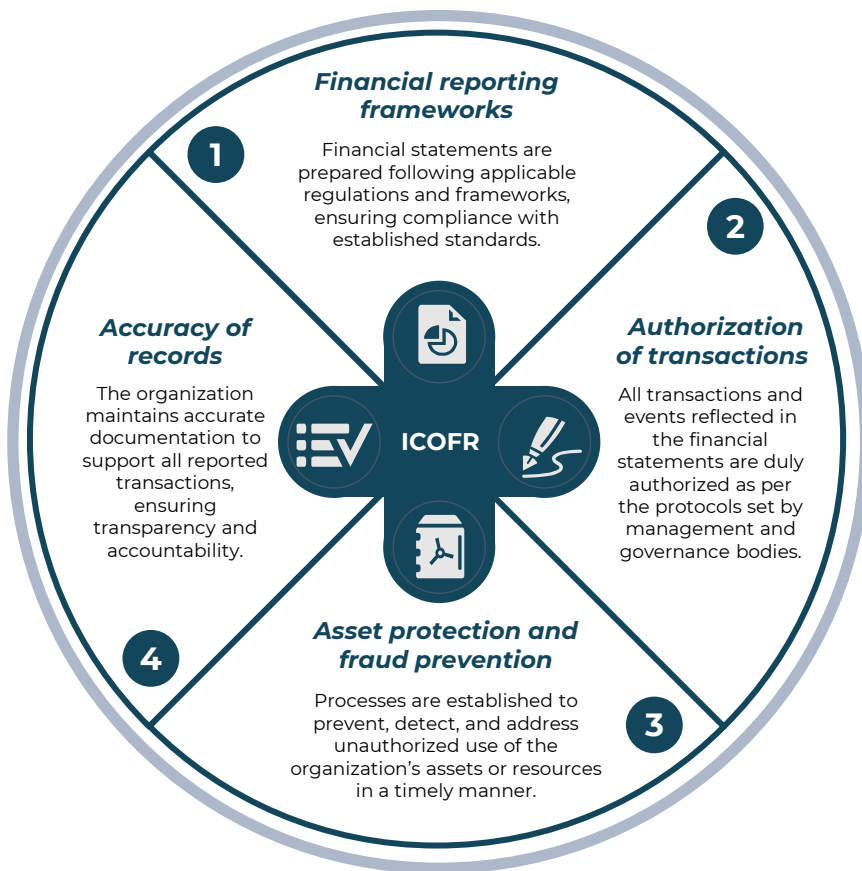 1
Financial reporting
frameworks
Financial statements are
prepared following applicable
regulations and frameworks,
ensuring compliance with
established standards.
2
Authorization
of transactions
All transactions and
events reflected in
the financial
statements are duly
authorized as per
the protocols set by
management and
governance bodies.
3
Asset protection and
fraud prevention
Processes are established to
prevent, detect, and address
unauthorized use of the
organization’s assets or resources
in a timely manner.
4
Accuracy of
records
The organization
maintains accurate
documentation to
support all reported
transactions,
ensuring
transparency and
accountability.
ICOFR